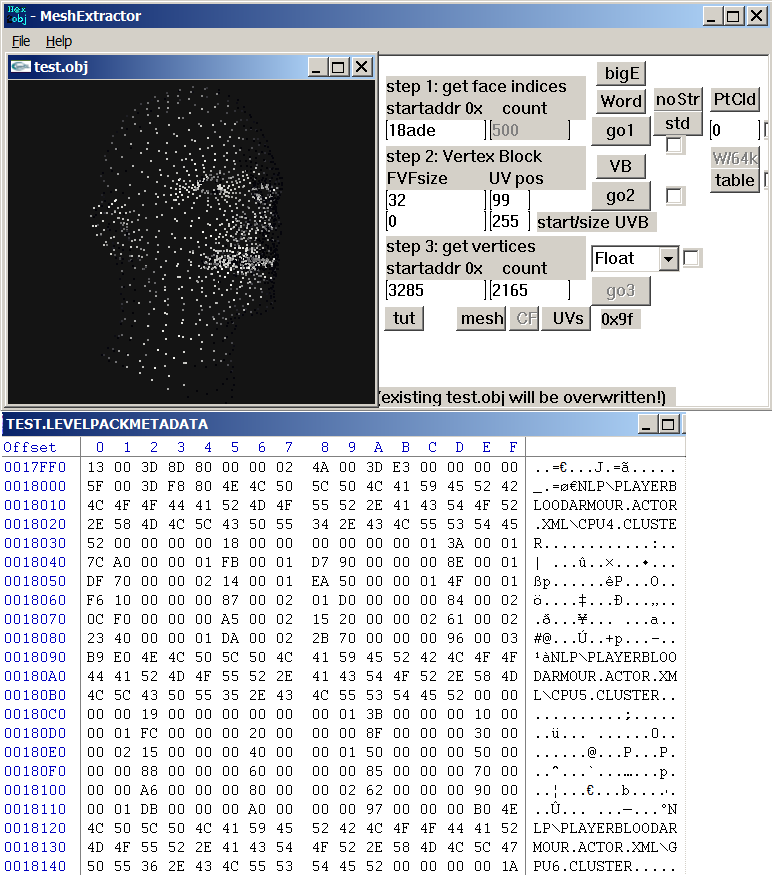 Hex obj - MeshExtractor
File Help
test.obj
bigE
step 1: get face indices
startaddr 0x count
Word noStr PtCld
18ade 500 go1 std 0
step 2: Vertex Block
FVFsize UV pos
VB W/64k
table
32 99 go2
0 255 start/size UVB
step 3: get vertices
startaddr 0x count
Float
3285 2165 go3
tut mesh CF UVs 0x9f
(existing test.obj will be overwritten!)
TEST.LEVELPACKMETADATA
Offset 0 1 2 3 4 5 6 7 8 9 A B C D E F
0017FF0 13 00 3D 8D 80 00 00 02 4A 00 3D E3 00 00 00 00 ..=€...J.=ã.....
0018000 5F 00 3D F8 80 4E 4C 50 5C 50 4C 41 59 45 52 42 _.=ø€NLP\PLAYERB
0018010 4C 4F 4F 44 41 52 4D 4F 55 52 2E 41 43 54 4F 52 LOODARMOUR.ACTOR
0018020 2E 58 4D 4C 5C 43 50 55 34 2E 43 4C 55 53 54 45 .XML\CPU4.CLUSTE
0018030 52 00 00 00 00 18 00 00 00 00 00 01 3A 00 01 R...........:..
0018040 7C A0 00 00 01 FB 00 01 D7 90 00 00 00 8E 00 01 | ...û..×...•...
0018050 DF 70 00 00 02 14 00 01 EA 50 00 00 01 4F 00 01 ßp......êP...O..
0018060 F6 10 00 00 00 87 00 02 01 D0 00 00 00 84 00 02 ö....‡...Ð...„..
0018070 0C F0 00 00 00 A5 00 02 15 20 00 00 02 61 00 02 .ð...¥... ...a..
0018080 23 40 00 00 01 DA 00 02 2B 70 00 00 00 96 00 03 #@...Ú..+p...–..
0018090 B9 E0 4E 4C 50 5C 50 4C 41 59 45 52 42 4C 4F 4F ¹àNLP\PLAYERBLOO
00180A0 44 41 52 4D 4F 55 52 2E 41 43 54 4F 52 2E 58 4D DARMOUR.ACTOR.XM
00180B0 4C 5C 43 50 55 35 2E 43 4C 55 53 54 45 52 00 00 L\CPU5.CLUSTER..
00180C0 00 00 19 00 00 00 00 00 00 01 3B 00 00 00 10 00 ..........;.....
00180D0 00 01 FC 00 00 00 20 00 00 00 8F 00 00 00 30 00 ..ü... .......0.
00180E0 00 02 15 00 00 00 40 00 00 01 50 00 00 00 50 00 ......@...P...P.
00180F0 00 00 88 00 00 00 60 00 00 00 85 00 00 00 70 00 ..ˆ...`...…...p.
0018100 00 00 A6 00 00 00 80 00 00 02 62 00 00 00 90 00 ..¦...€...b.....
0018110 00 01 DB 00 00 00 A0 00 00 00 97 00 00 00 B0 4E ..Û... ...—...°N
0018120 4C 50 5C 50 4C 41 59 45 52 42 4C 4F 4F 44 41 52 LP\PLAYERBLOODAR
0018130 4D 4F 55 52 2E 41 43 54 4F 52 2E 58 4D 4C 5C 47 MOUR.ACTOR.XML\G
0018140 50 55 36 2E 43 4C 55 53 54 45 52 00 00 00 00 1A PU6.CLUSTER.....